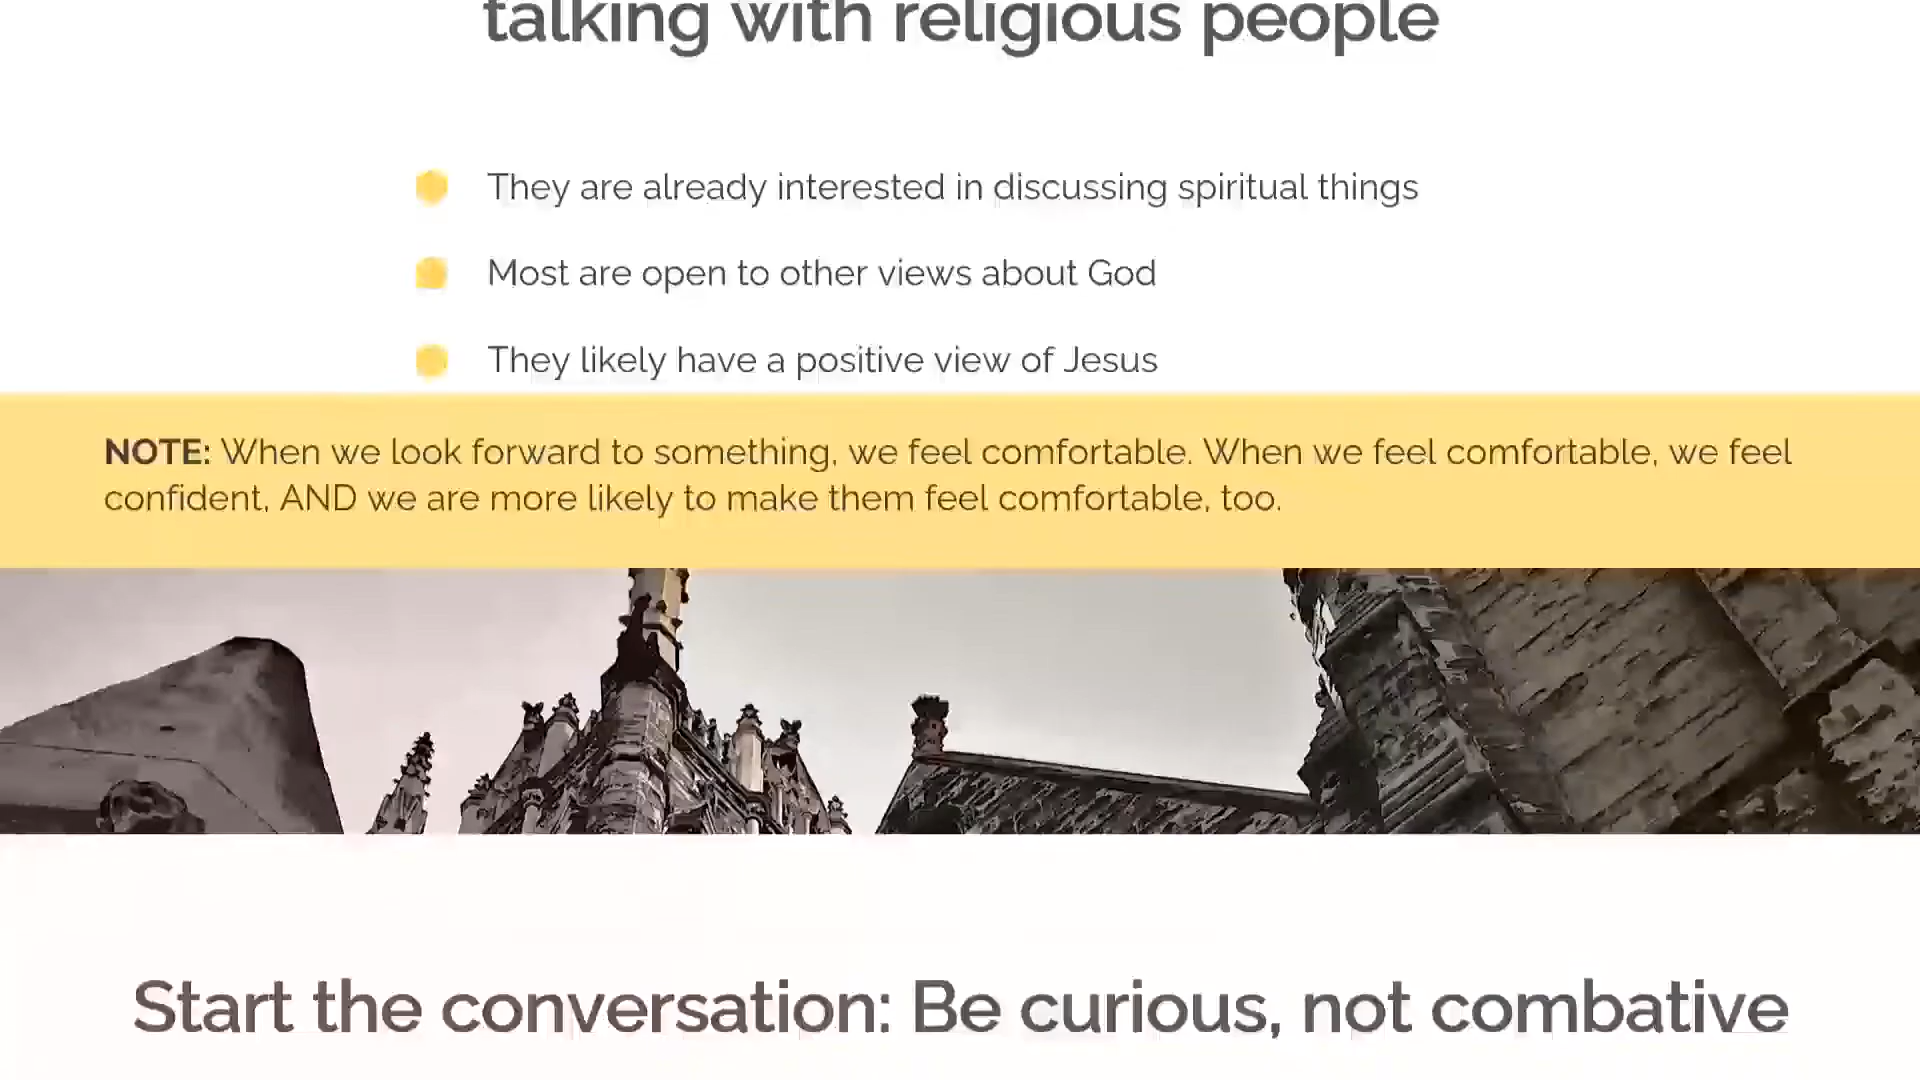 talking with religious people
They are already interested in discussing spiritual things
Most are open to other views about God
They likely have a positive view of Jesus
NOTE: When we look forward to something, we feel comfortable. When we feel comfortable, we feel
confident, AND we are more likely to make them feel comfortable, too.
Start the conversation: Be curious, not combative